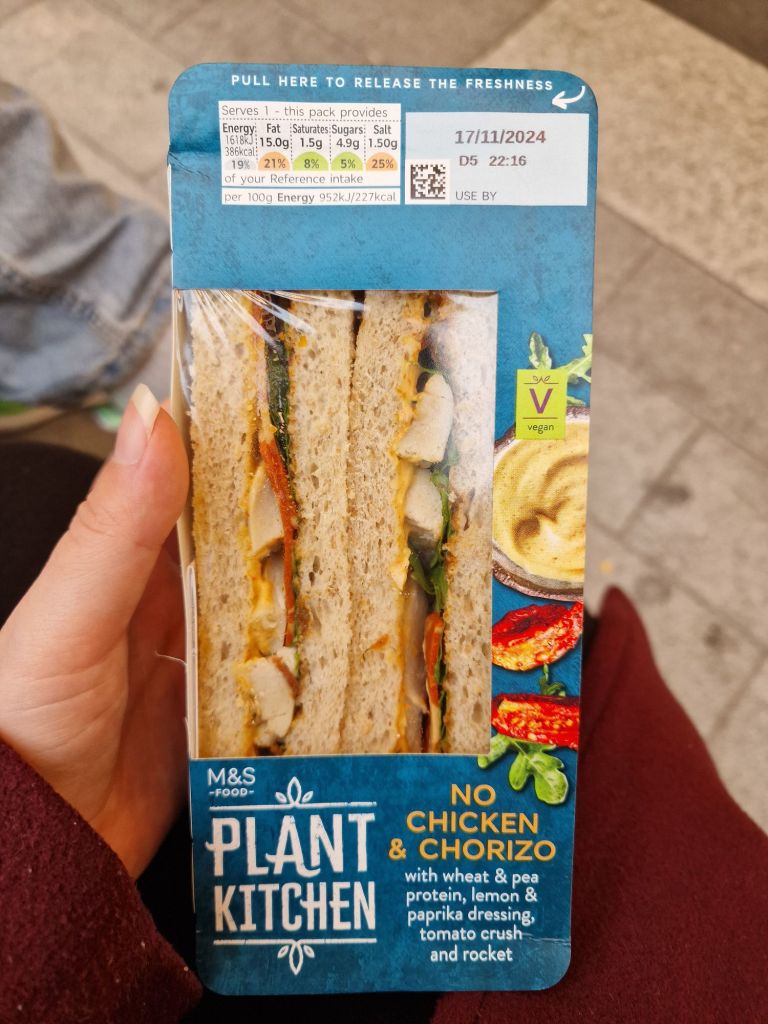 PULL HERE TO RELEASE THE FRESHNESS
Serves 1 - this pack provides
Energy Fat Saturates Sugars Salt
1618kJ 15.0g 1.5g 4.9g 1.50g
386kcal
19% 21% 8% 5% 25%
of your Reference intake
per 100g Energy 952kJ/227kcal
17/11/2024
D5 22:16
USE BY
V
vegan
M&S
-FOOD-
PLANT
KITCHEN
NO
CHICKEN
& CHORIZO
with wheat & pea
protein, lemon &
paprika dressing,
tomato crush
and rocket